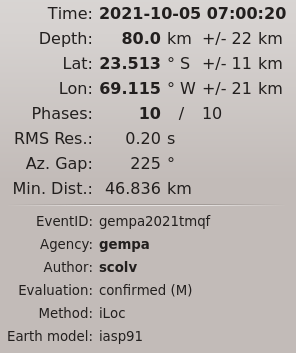 Time: 2021-10-05 07:00:20
Depth: 80.0 km +/- 22 km
Lat: 23.513 ° S +/- 11 km
Lon: 69.115 ° W +/- 21 km
Phases: 10 / 10
RMS Res.: 0.20 s
Az. Gap: 225 °
Min. Dist.: 46.836 km
EventID: gempa2021tmqf
Agency: gempa
Author: scolv
Evaluation: confirmed (M)
Method: iLoc
Earth model: iasp91